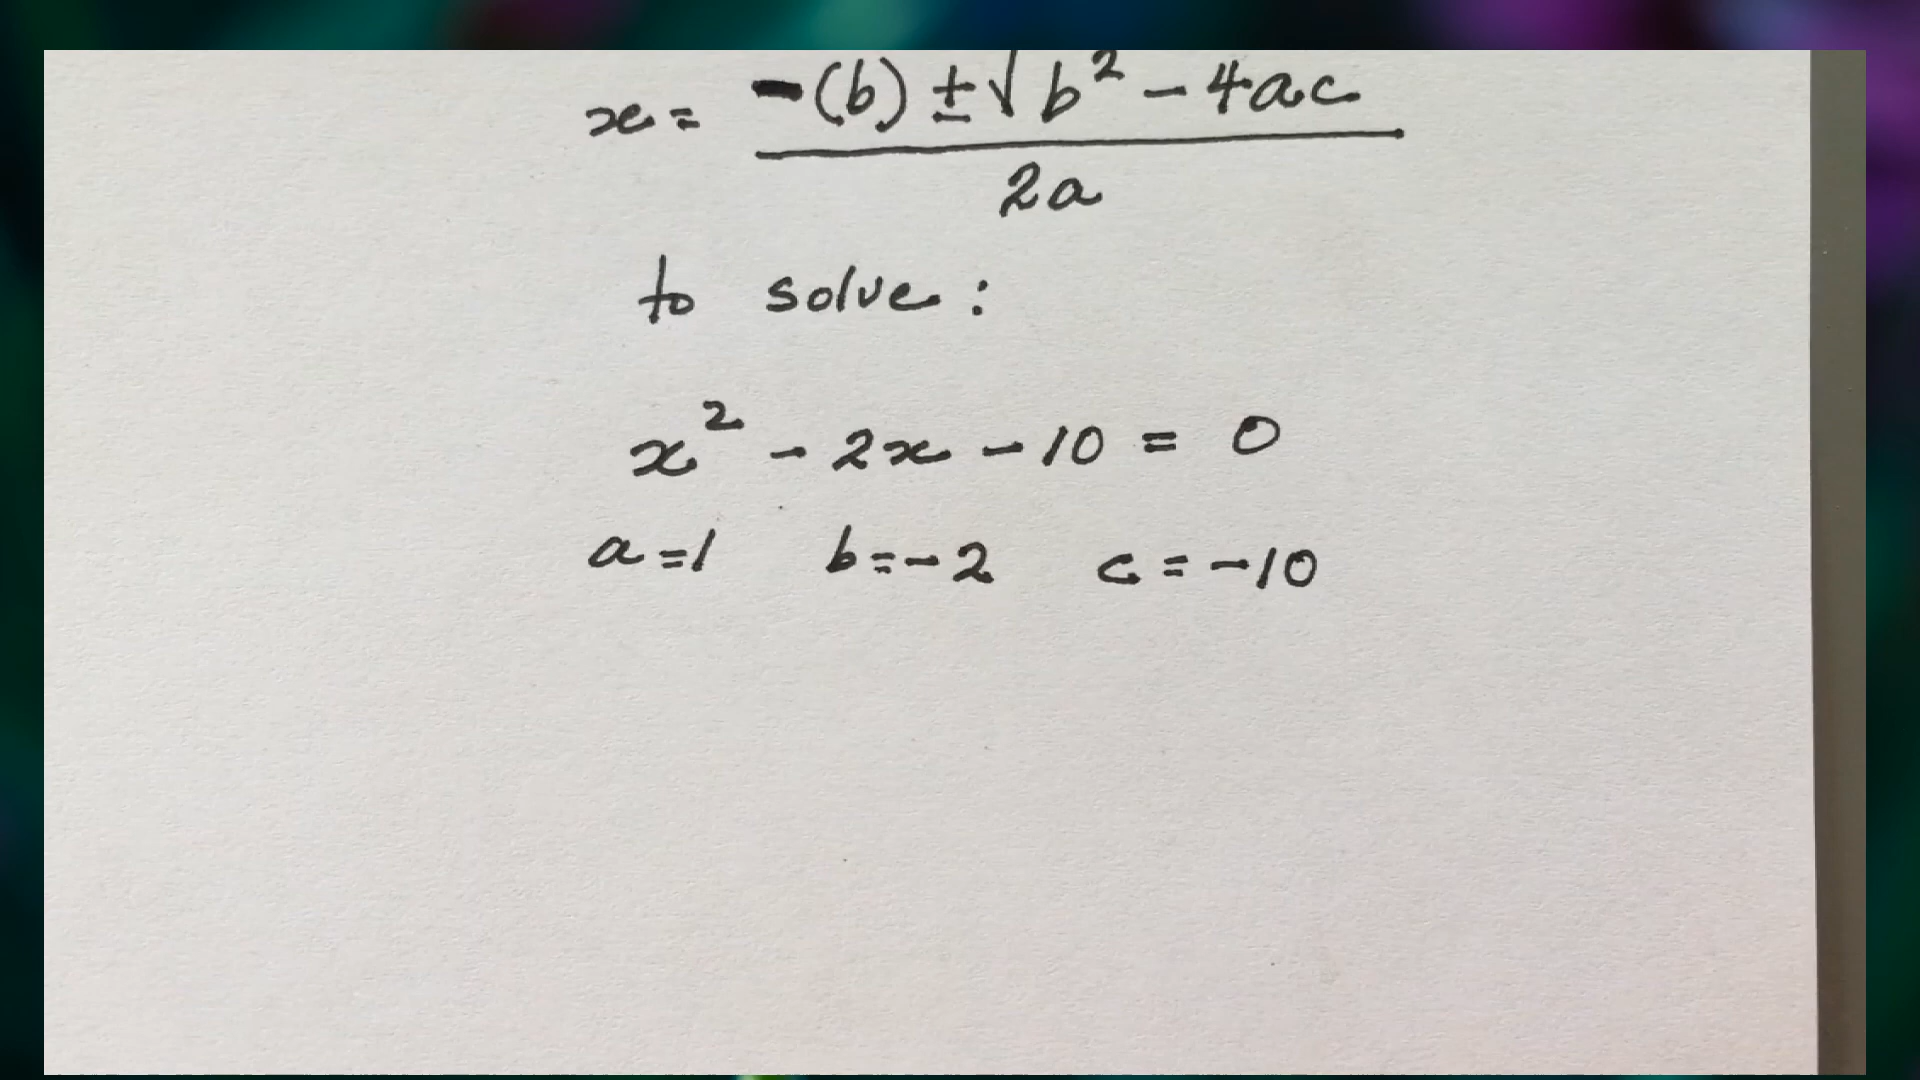 x = -(b) ± √b² - 4ac
2a
to solve :
x² - 2x - 10 = 0
a = 1 b = -2 c = -10